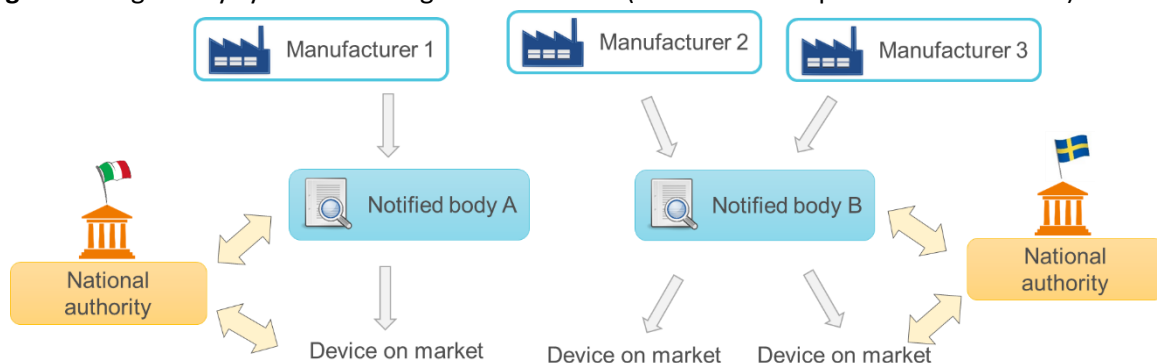 Manufacturer 1
Manufacturer 2
Manufacturer 3
Notified body A
Notified body B
National
authority
National
authority
Device on market
Device on market
Device on market